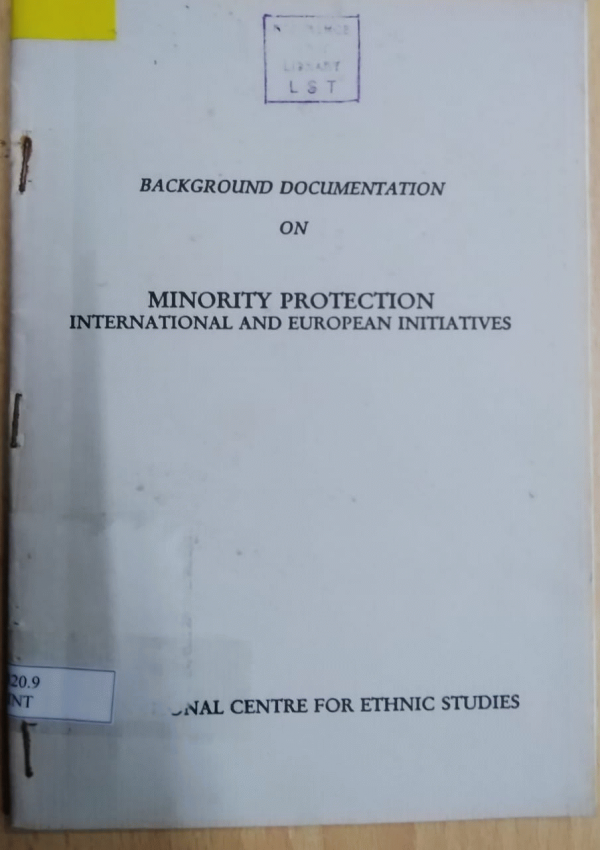 LIBRARY
L S T
BACKGROUND DOCUMENTATION
ON
MINORITY PROTECTION
INTERNATIONAL AND EUROPEAN INITIATIVES
20.9
NT
NAL CENTRE FOR ETHNIC STUDIES